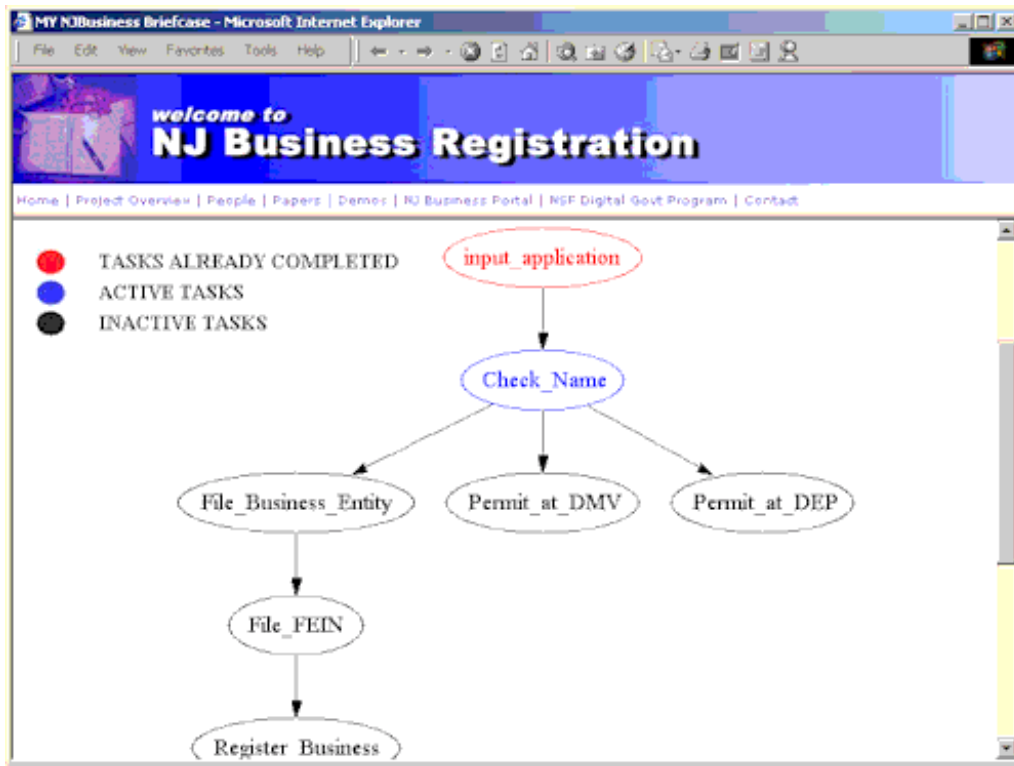 MY NJBusiness Briefcase - Microsoft Internet Explorer
File Edit View Favorites Tools Help
welcome to
NJ Business Registration
Home | Project Overview | People | Papers | Demos | NJ Business Portal | NSF Digital Govt Program | Contact
TASKS ALREADY COMPLETED
ACTIVE TASKS
INACTIVE TASKS
input_application
Check_Name
File_Business_Entity
Permit_at_DMV
Permit_at_DEP
File_FEIN
Register_Business